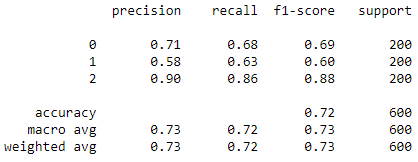 precision recall f1-score support
0 0.71 0.68 0.69 200
1 0.58 0.63 0.60 200
2 0.90 0.86 0.88 200
accuracy 0.72 600
macro avg 0.73 0.72 0.73 600
weighted avg 0.73 0.72 0.73 600